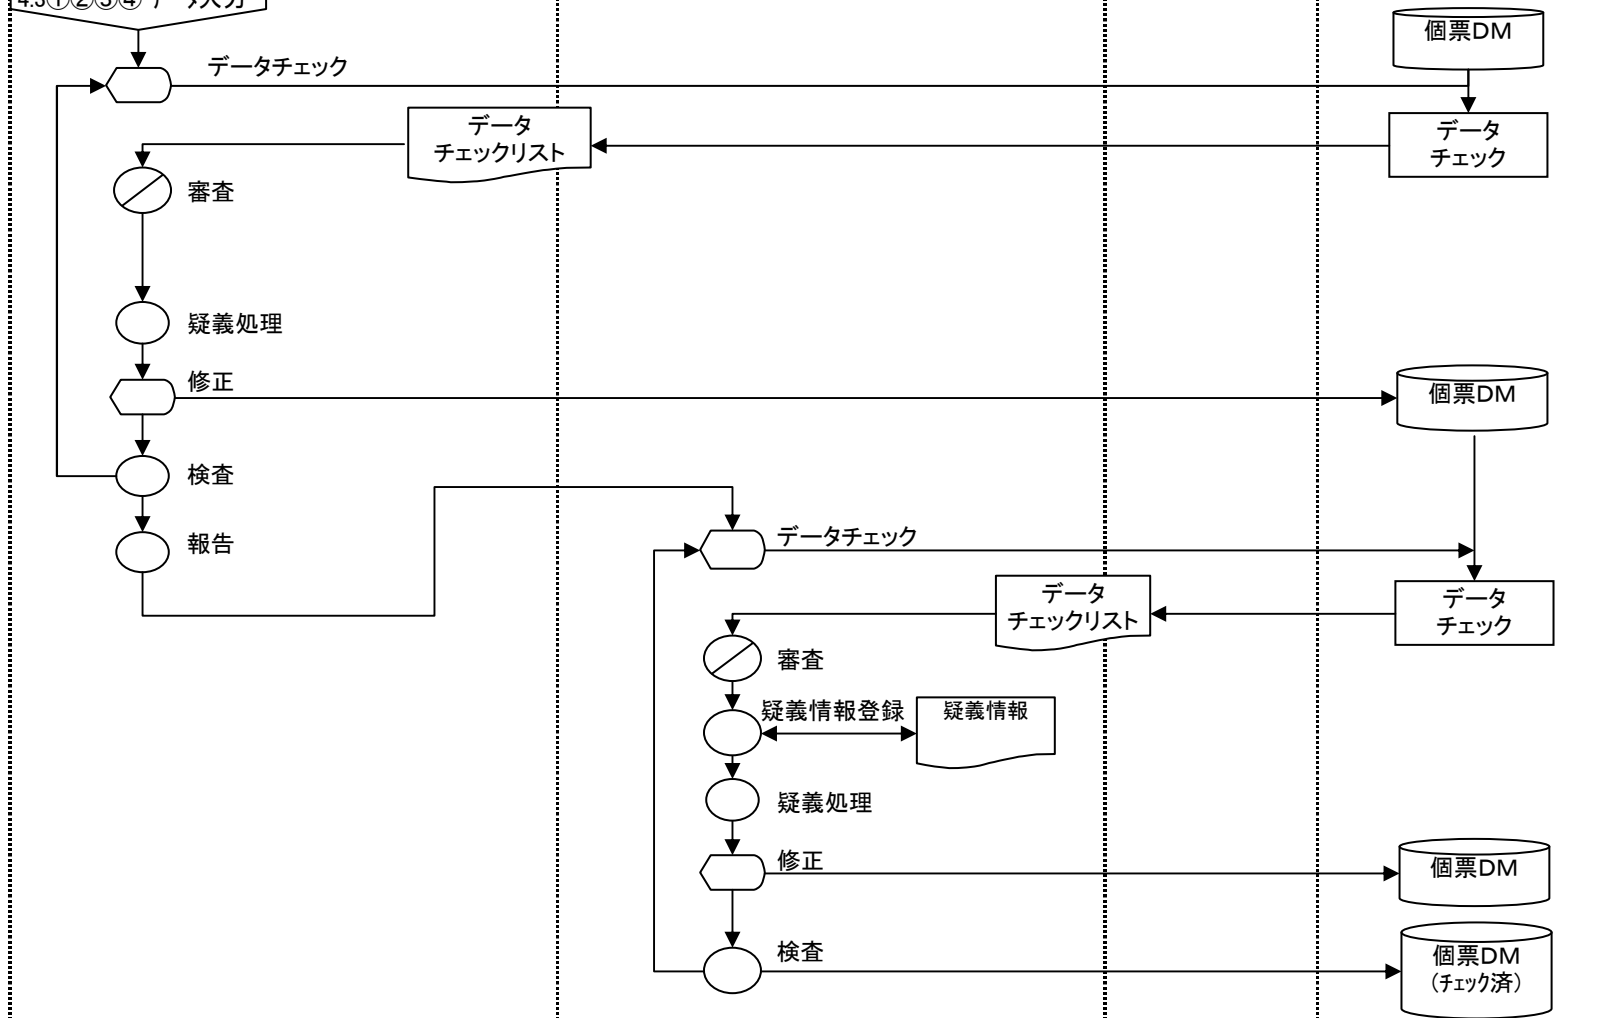 個票DM
データチェック
データ
チェックリスト
データ
チェック
審査
疑義処理
修正
個票DM
検査
報告
データチェック
データ
チェックリスト
データ
チェック
審査
疑義情報登録
疑義情報
疑義処理
修正
個票DM
検査
個票DM
(チェック済)